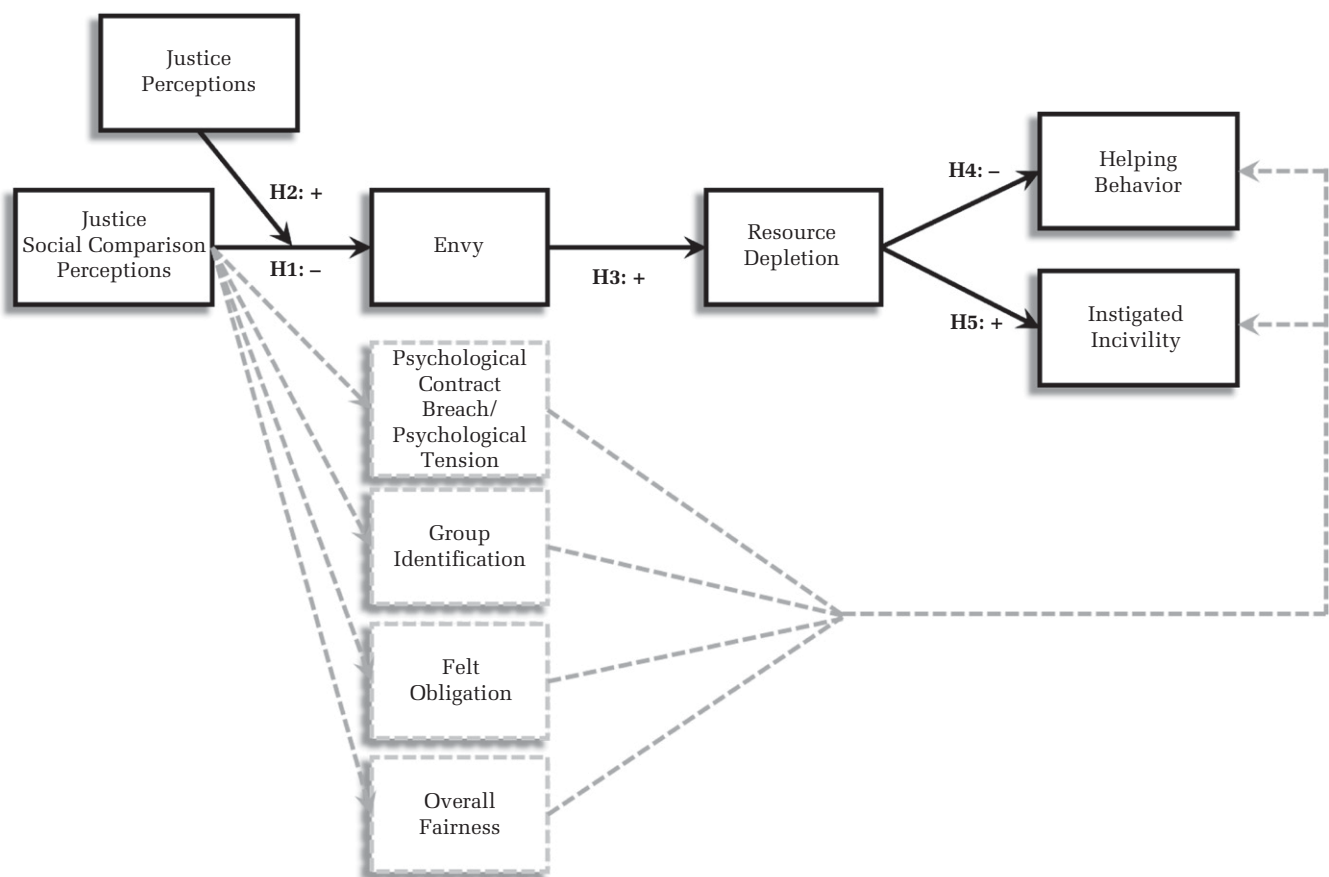 Justice
Perceptions
H2: +
Justice
Social Comparison
Perceptions
H1: –
Envy
H3: +
Resource
Depletion
H4: –
H5: +
Helping
Behavior
Instigated
Incivility
Psychological
Contract
Breach/
Psychological
Tension
Group
Identification
Felt
Obligation
Overall
Fairness